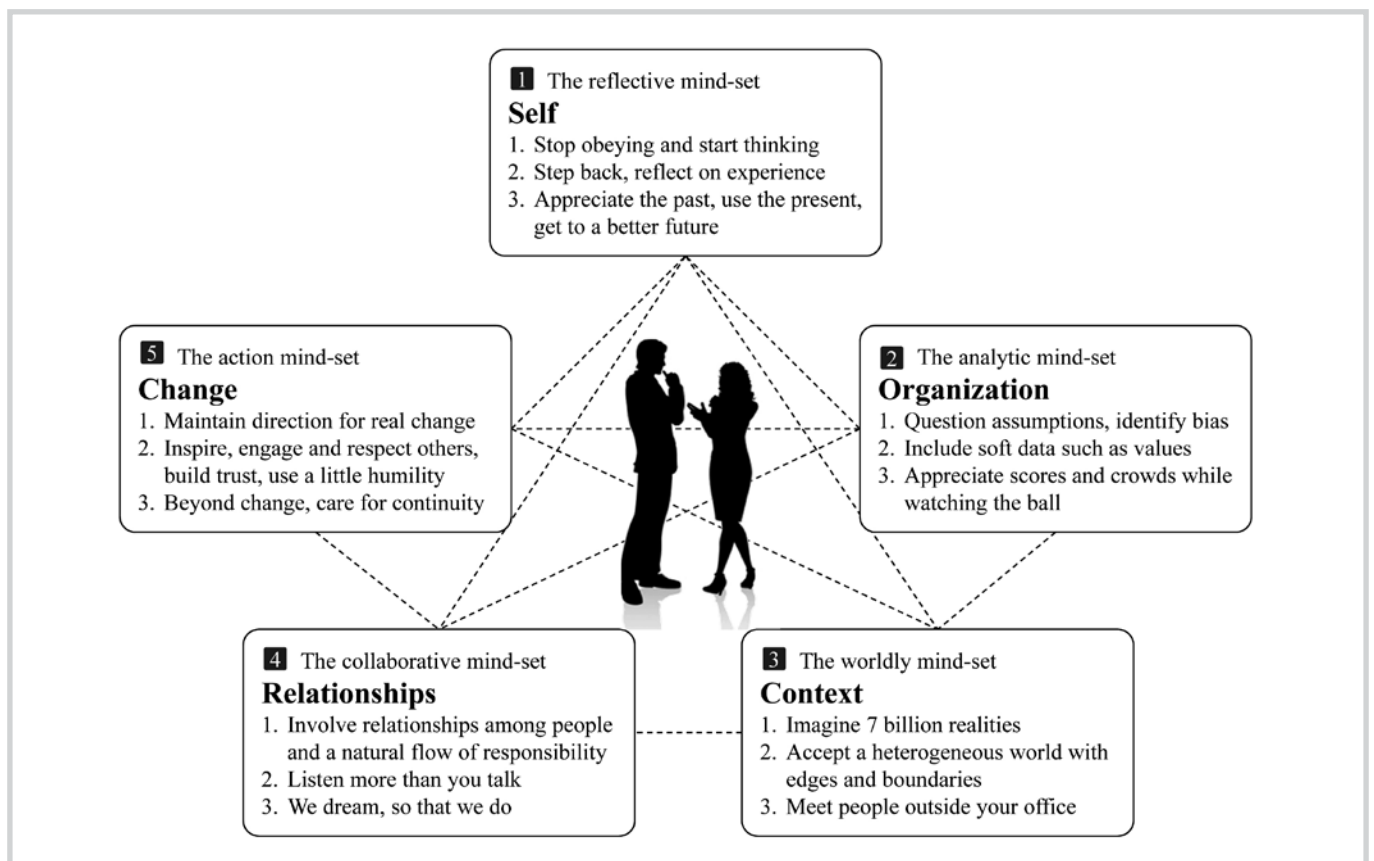 1 The reflective mind-set
Self
1. Stop obeying and start thinking
2. Step back, reflect on experience
3. Appreciate the past, use the present,
get to a better future
5 The action mind-set
Change
1. Maintain direction for real change
2. Inspire, engage and respect others,
build trust, use a little humility
3. Beyond change, care for continuity
2 The analytic mind-set
Organization
1. Question assumptions, identify bias
2. Include soft data such as values
3. Appreciate scores and crowds while
watching the ball
4 The collaborative mind-set
Relationships
1. Involve relationships among people
and a natural flow of responsibility
2. Listen more than you talk
3. We dream, so that we do
3 The worldly mind-set
Context
1. Imagine 7 billion realities
2. Accept a heterogeneous world with
edges and boundaries
3. Meet people outside your office